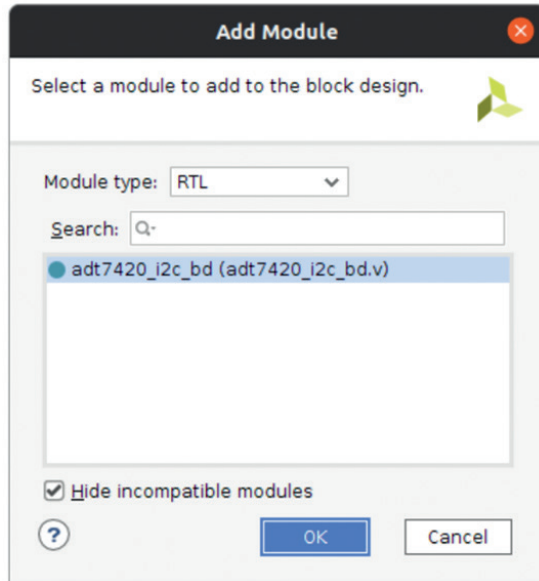 Add Module
Select a module to add to the block design.
Module type: RTL
Search:
adt7420_i2c_bd (adt7420_i2c_bd.v)
Hide incompatible modules
?
OK
Cancel